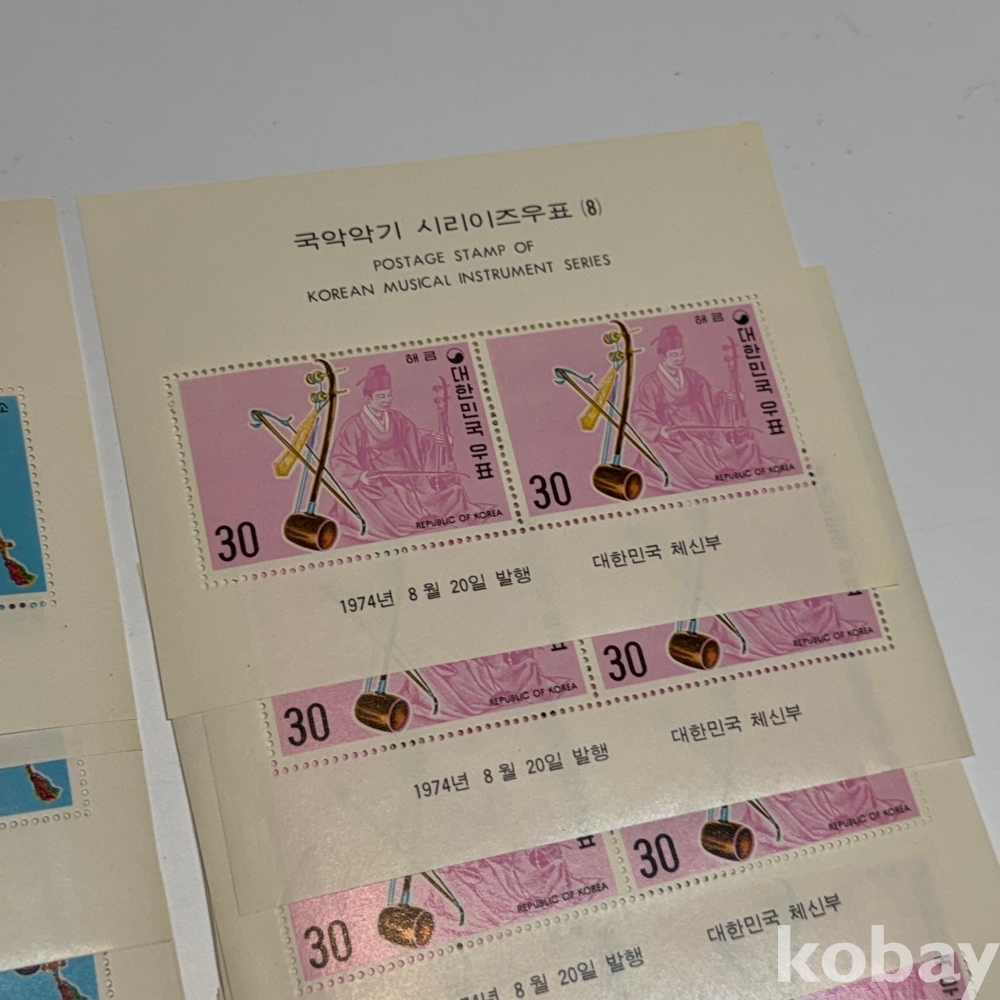 국악악기 시리이즈우표 (8)
POSTAGE STAMP OF
KOREAN MUSICAL INSTRUMENT SERIES
해금 대한민국 우표
30 REPUBLIC OF KOREA
해금 대한민국 우표
30 REPUBLIC OF KOREA
1974년 8월 20일 발행 대한민국 체신부
30 REPUBLIC OF KOREA
30 REPUBLIC OF KOREA
1974년 8월 20일 발행 대한민국 체신부
30 REPUBLIC OF KOREA
30 REPUBLIC OF KOREA
1974년 8월 20일 발행 대한민국 체신부
kobay